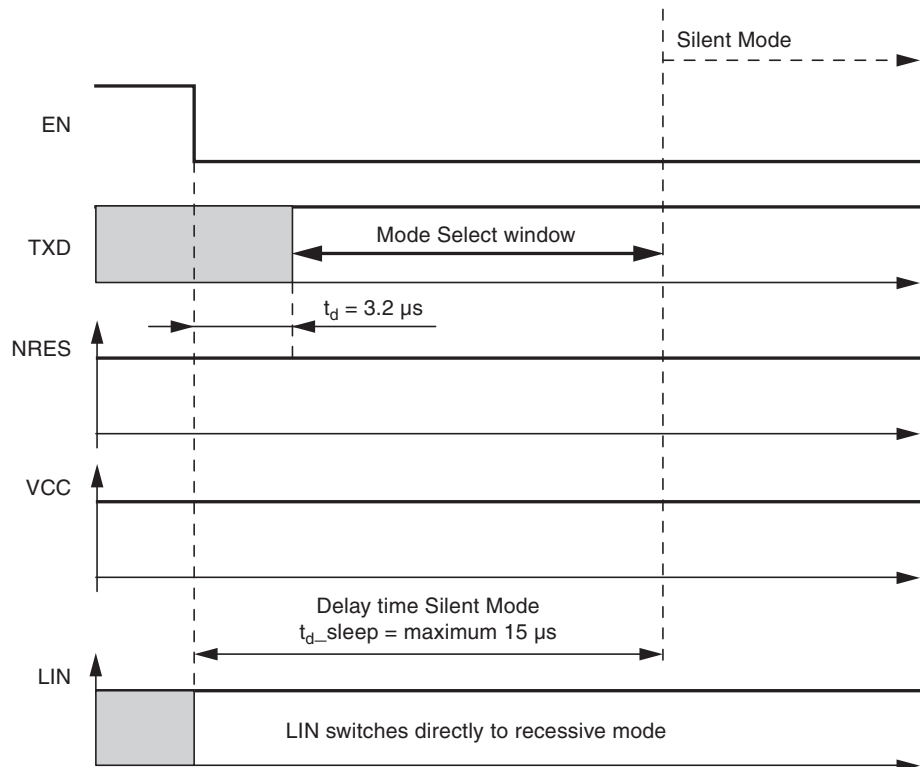 Silent Mode
EN
TXD
Mode Select window
t_d = 3.2 µs
NRES
VCC
Delay time Silent Mode
t_d_sleep = maximum 15 µs
LIN
LIN switches directly to recessive mode